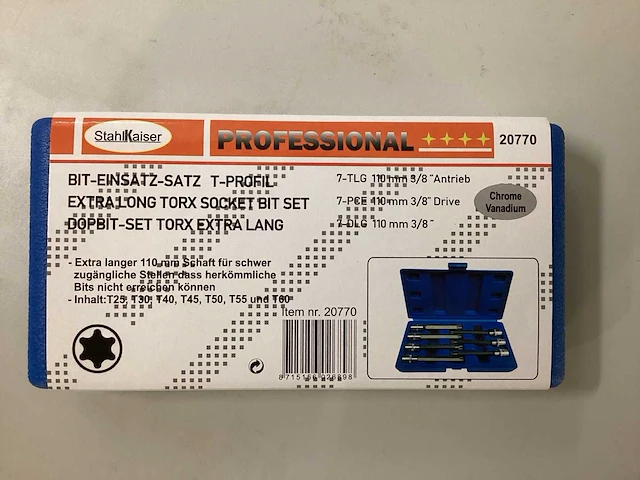 StahlKaiser
PROFESSIONAL
20770
BIT-EINSATZ-SATZ T-PROFIL
EXTRA LONG TORX SOCKET BIT SET
DOPBIT-SET TORX EXTRA LANG
7-TLG 110 mm 3/8 "Antrieb
7-PCE 110 mm 3/8" Drive
7-DLG 110 mm 3/8 "
Chrome
Vanadium
- Extra langer 110 mm Schaft für schwer
zugängliche Stellen dass herkömmliche
Bits nicht erreichen können
- Inhalt:T25, T30, T40, T45, T50, T55 und T60
Item nr. 20770